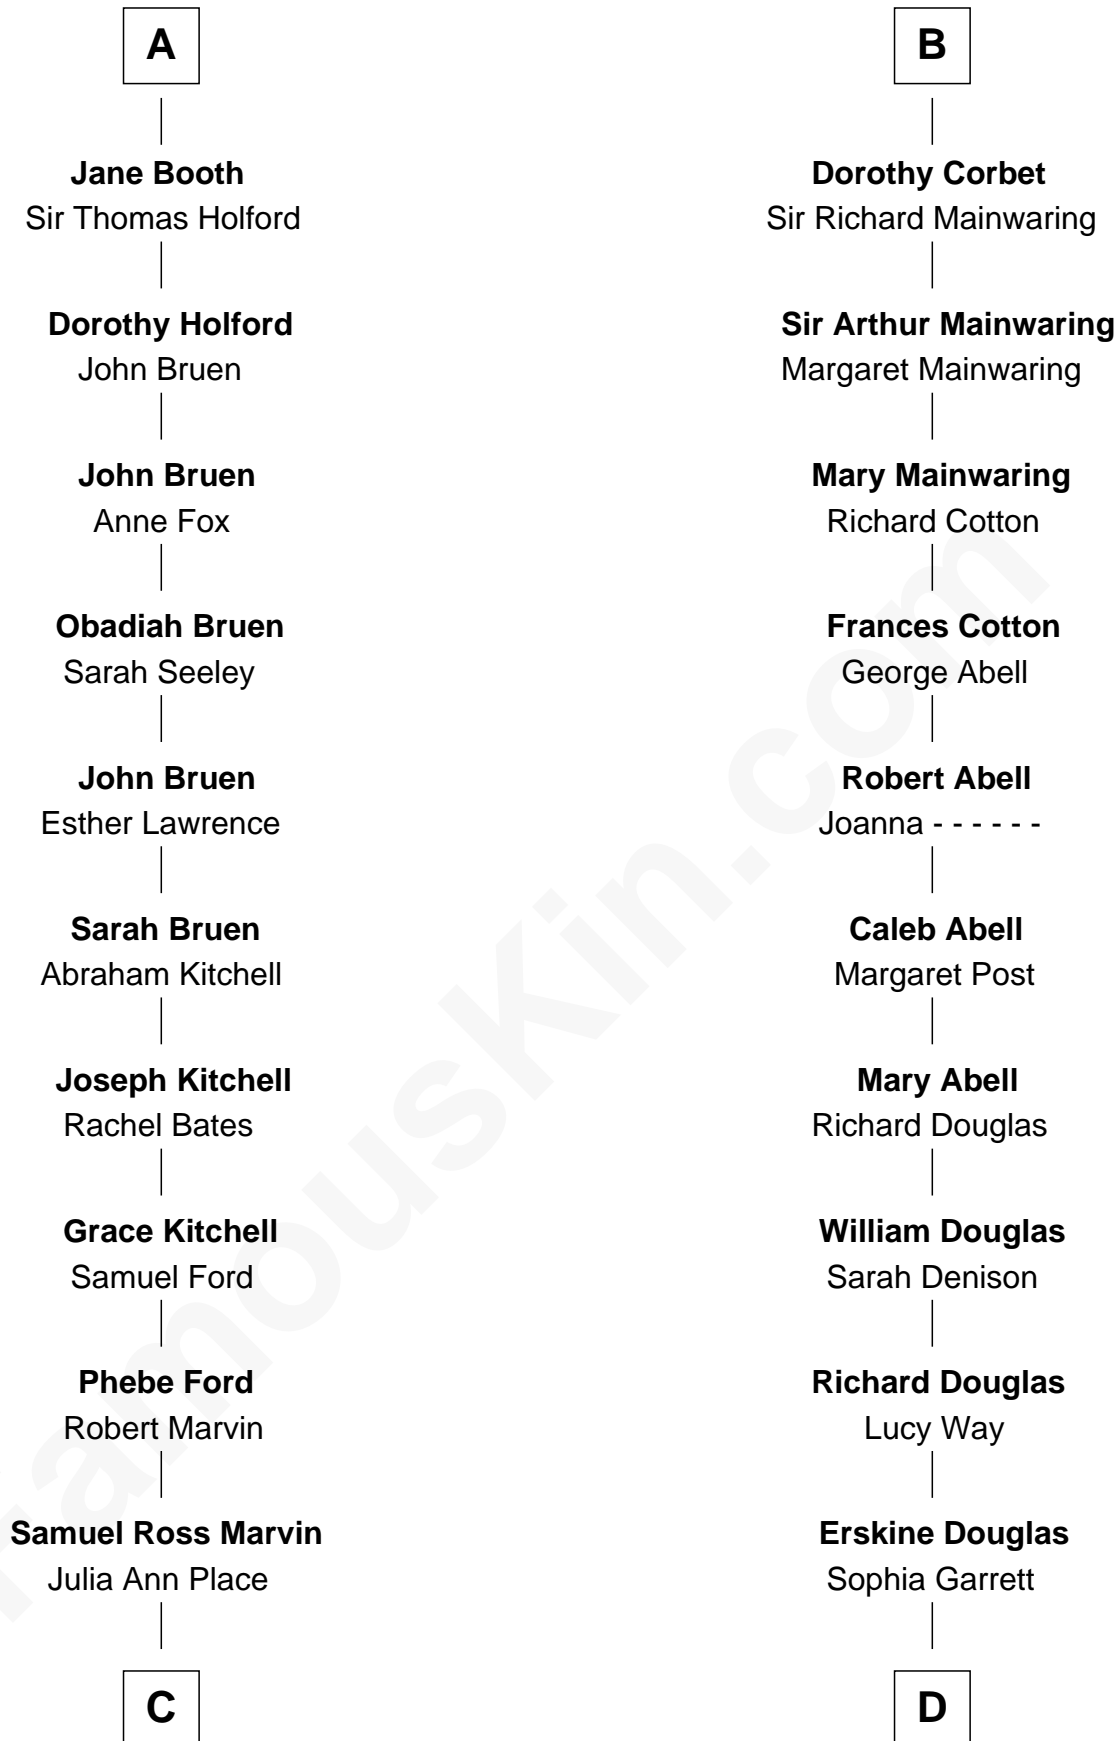 A
Jane Booth
Sir Thomas Holford
Dorothy Holford
John Bruen
John Bruen
Anne Fox
Obadiah Bruen
Sarah Seeley
John Bruen
Esther Lawrence
Sarah Bruen
Abraham Kitchell
Joseph Kitchell
Rachel Bates
Grace Kitchell
Samuel Ford
Phebe Ford
Robert Marvin
Samuel Ross Marvin
Julia Ann Place
C
B
Dorothy Corbet
Sir Richard Mainwaring
Sir Arthur Mainwaring
Margaret Mainwaring
Mary Mainwaring
Richard Cotton
Frances Cotton
George Abell
Robert Abell
Joanna - - - - - -
Caleb Abell
Margaret Post
Mary Abell
Richard Douglas
William Douglas
Sarah Denison
Richard Douglas
Lucy Way
Erskine Douglas
Sophia Garrett
D
FamousKin.com